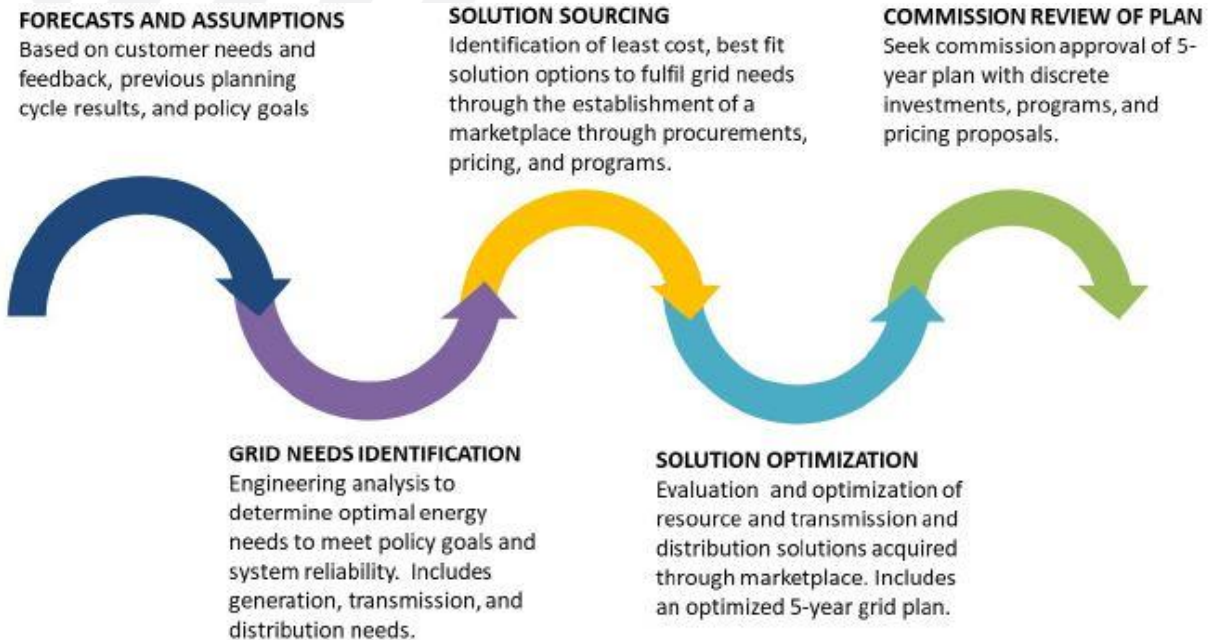 FORECASTS AND ASSUMPTIONS
Based on customer needs and
feedback, previous planning
cycle results, and policy goals
SOLUTION SOURCING
Identification of least cost, best fit
solution options to fulfil grid needs
through the establishment of a
marketplace through procurements,
pricing, and programs.
COMMISSION REVIEW OF PLAN
Seek commission approval of 5-
year plan with discrete
investments, programs, and
pricing proposals.
GRID NEEDS IDENTIFICATION
Engineering analysis to
determine optimal energy
needs to meet policy goals and
system reliability. Includes
generation, transmission, and
distribution needs.
SOLUTION OPTIMIZATION
Evaluation and optimization of
resource and transmission and
distribution solutions acquired
through marketplace. Includes
an optimized 5-year grid plan.